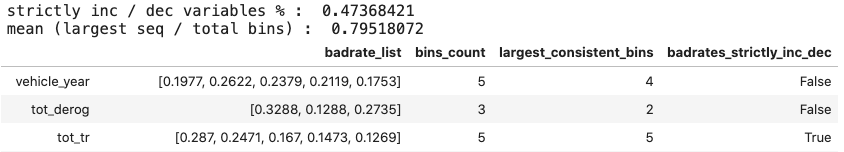 strictly inc / dec variables % :  0.47368421
mean (largest seq / total bins) :  0.79518072
badrate_list bins_count largest_consistent_bins badrates_strictly_inc_dec
vehicle_year [0.1977, 0.2622, 0.2379, 0.2119, 0.1753] 5 4 False
tot_derog [0.3288, 0.1288, 0.2735] 3 2 False
tot_tr [0.287, 0.2471, 0.167, 0.1473, 0.1269] 5 5 True